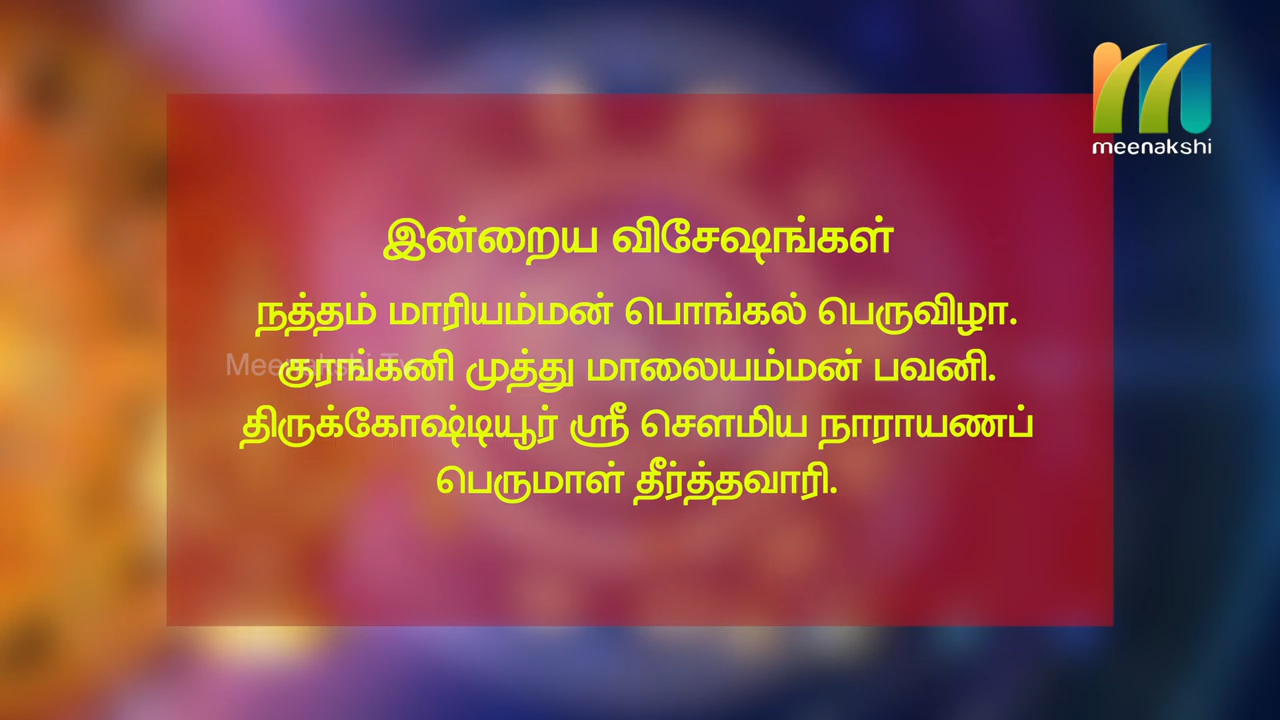 meenakshi
இன்றைய விசேஷங்கள்
நத்தம் மாரியம்மன் பொங்கல் பெருவிழா.
குரங்கனி முத்து மாலையம்மன் பவனி.
திருக்கோஷ்டியூர் ஸ்ரீ சௌமிய நாராயணப்
பெருமாள் தீர்த்தவாரி.